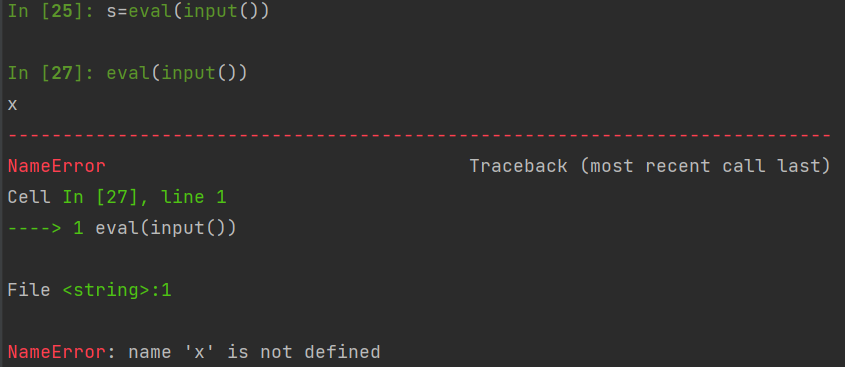 In [25]: s=eval(input())
In [27]: eval(input())
x
---------------------------------------------------------------------------
NameError                                 Traceback (most recent call last)
Cell In [27], line 1
----> 1 eval(input())
File <string>:1
NameError: name 'x' is not defined